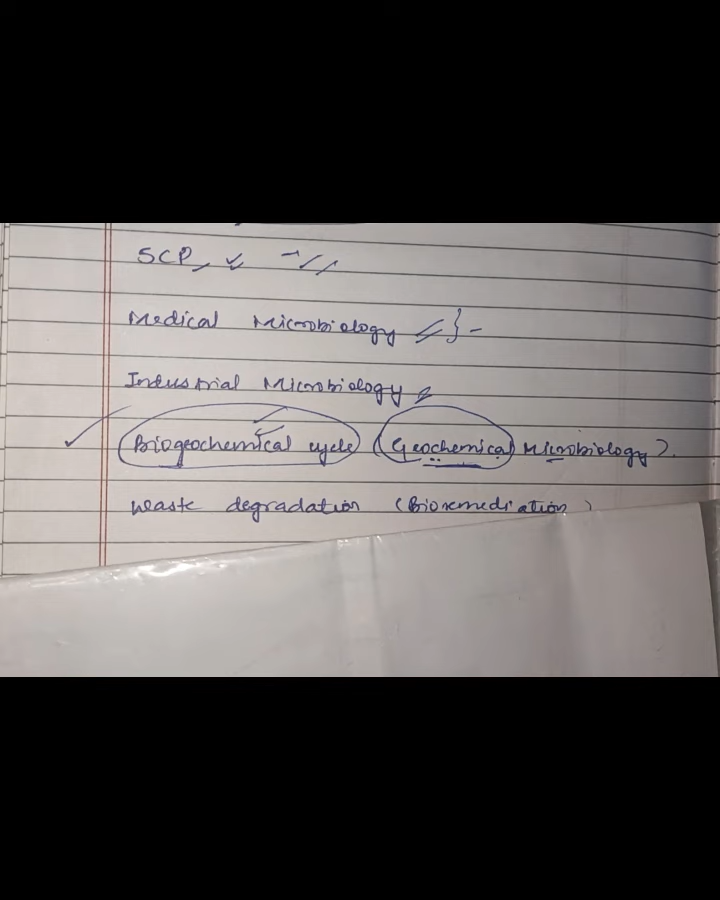 SCP,
Medical Microbiology
Industrial Microbiology
Biogeochemical cycle (Geochemical Microbiology).
Waste degradation (Bioremediation)